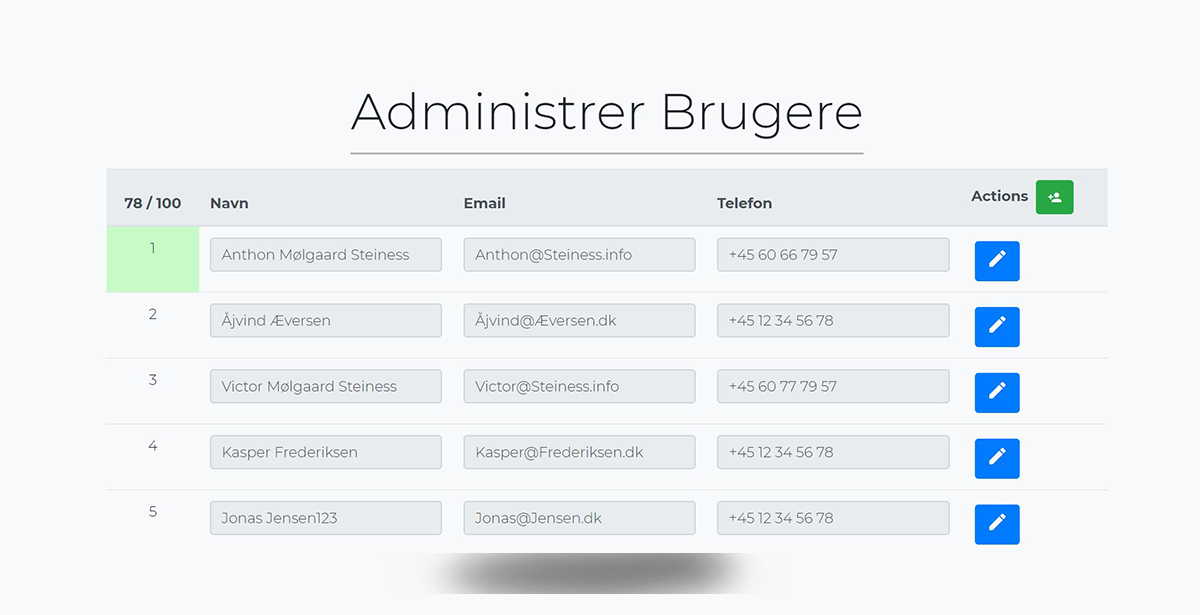 Administrer Brugere
78 / 100 Navn Email Telefon Actions
1 Anthon Mølgaard Steiness Anthon@Steiness.info +45 60 66 79 57
2 Åjvind Æversen Åjvind@Æversen.dk +45 12 34 56 78
3 Victor Mølgaard Steiness Victor@Steiness.info +45 60 77 79 57
4 Kasper Frederiksen Kasper@Frederiksen.dk +45 12 34 56 78
5 Jonas Jensen123 Jonas@Jensen.dk +45 12 34 56 78